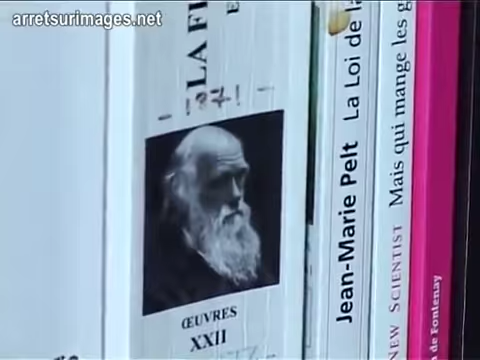 arretsurimages.net
LA FI
- 1871 -
ŒUVRES
XXII
Jean-Marie Pelt La Loi de la
NEW SCIENTIST Mais qui mange les g
de Fontenay